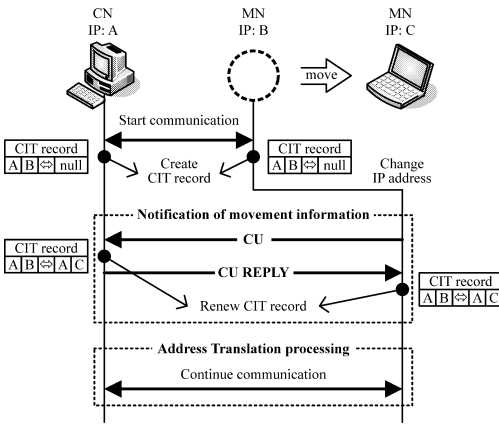 CN
IP: A
MN
IP: B
MN
IP: C
move
Start communication
CIT record
A B ⇔ null
Create
CIT record
CIT record
A B ⇔ null
Change
IP address
Notification of movement information
CU
CIT record
A B ⇔ A C
CU REPLY
CIT record
A B ⇔ A C
Renew CIT record
Address Translation processing
Continue communication